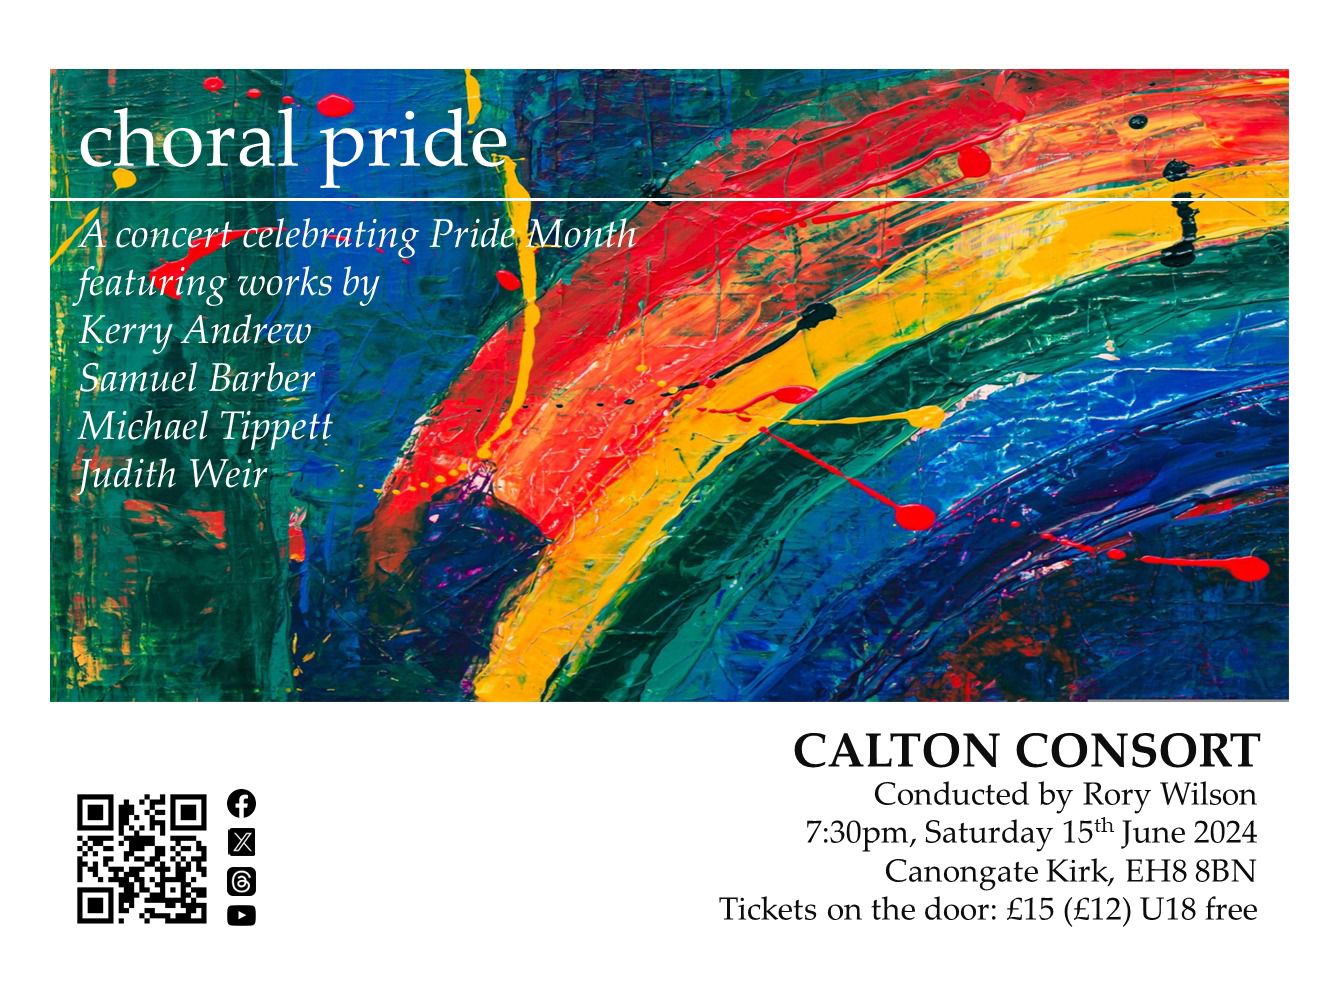 choral pride
A concert celebrating Pride Month
featuring works by
Kerry Andrew
Samuel Barber
Michael Tippett
Judith Weir
CALTON CONSORT
Conducted by Rory Wilson
7:30pm, Saturday 15th June 2024
Canongate Kirk, EH8 8BN
Tickets on the door: £15 (£12) U18 free